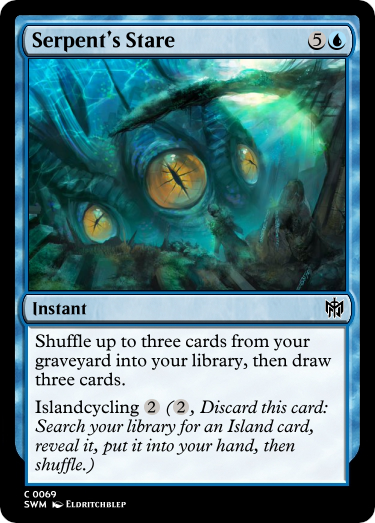 Serpent's Stare 5
Instant
Shuffle up to three cards from your
graveyard into your library, then draw
three cards.
Islandcycling 2 (2, Discard this card:
Search your library for an Island card,
reveal it, put it into your hand, then
shuffle.)
C 0069
SWM Eldritchblep